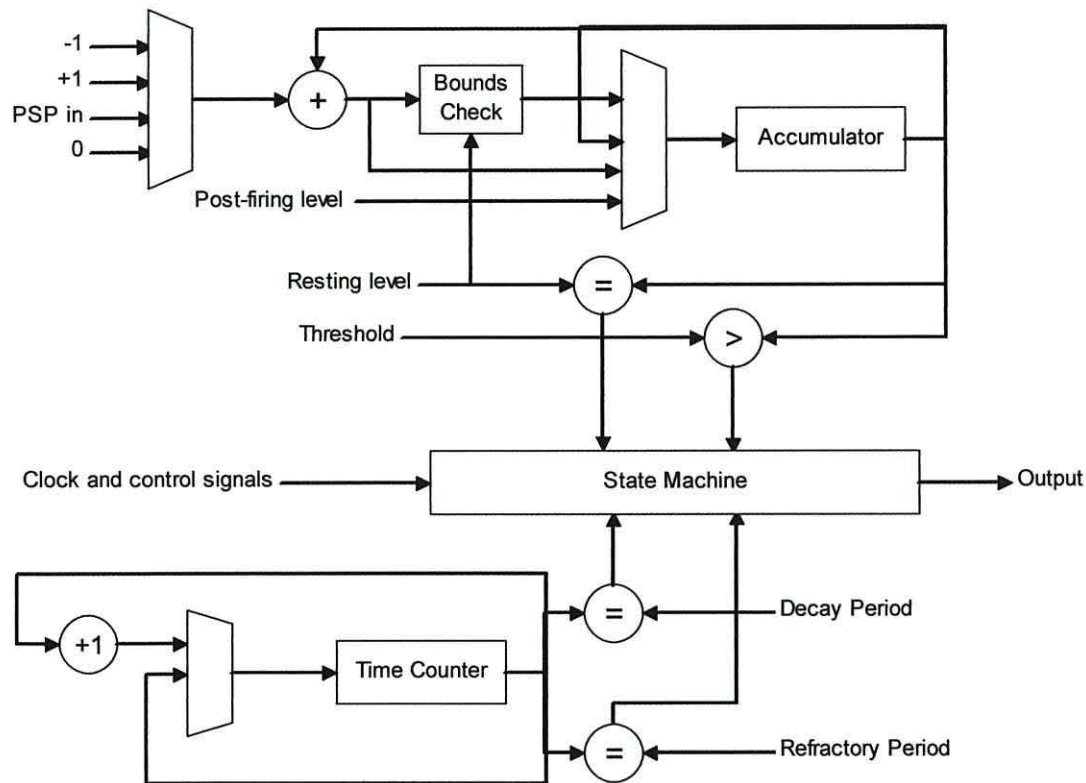 -1
+1
PSP in
0
+
Bounds
Check
Accumulator
Post-firing level
Resting level
=
Threshold
>
Clock and control signals
State Machine
Output
+1
Time Counter
=
Decay Period
=
Refractory Period